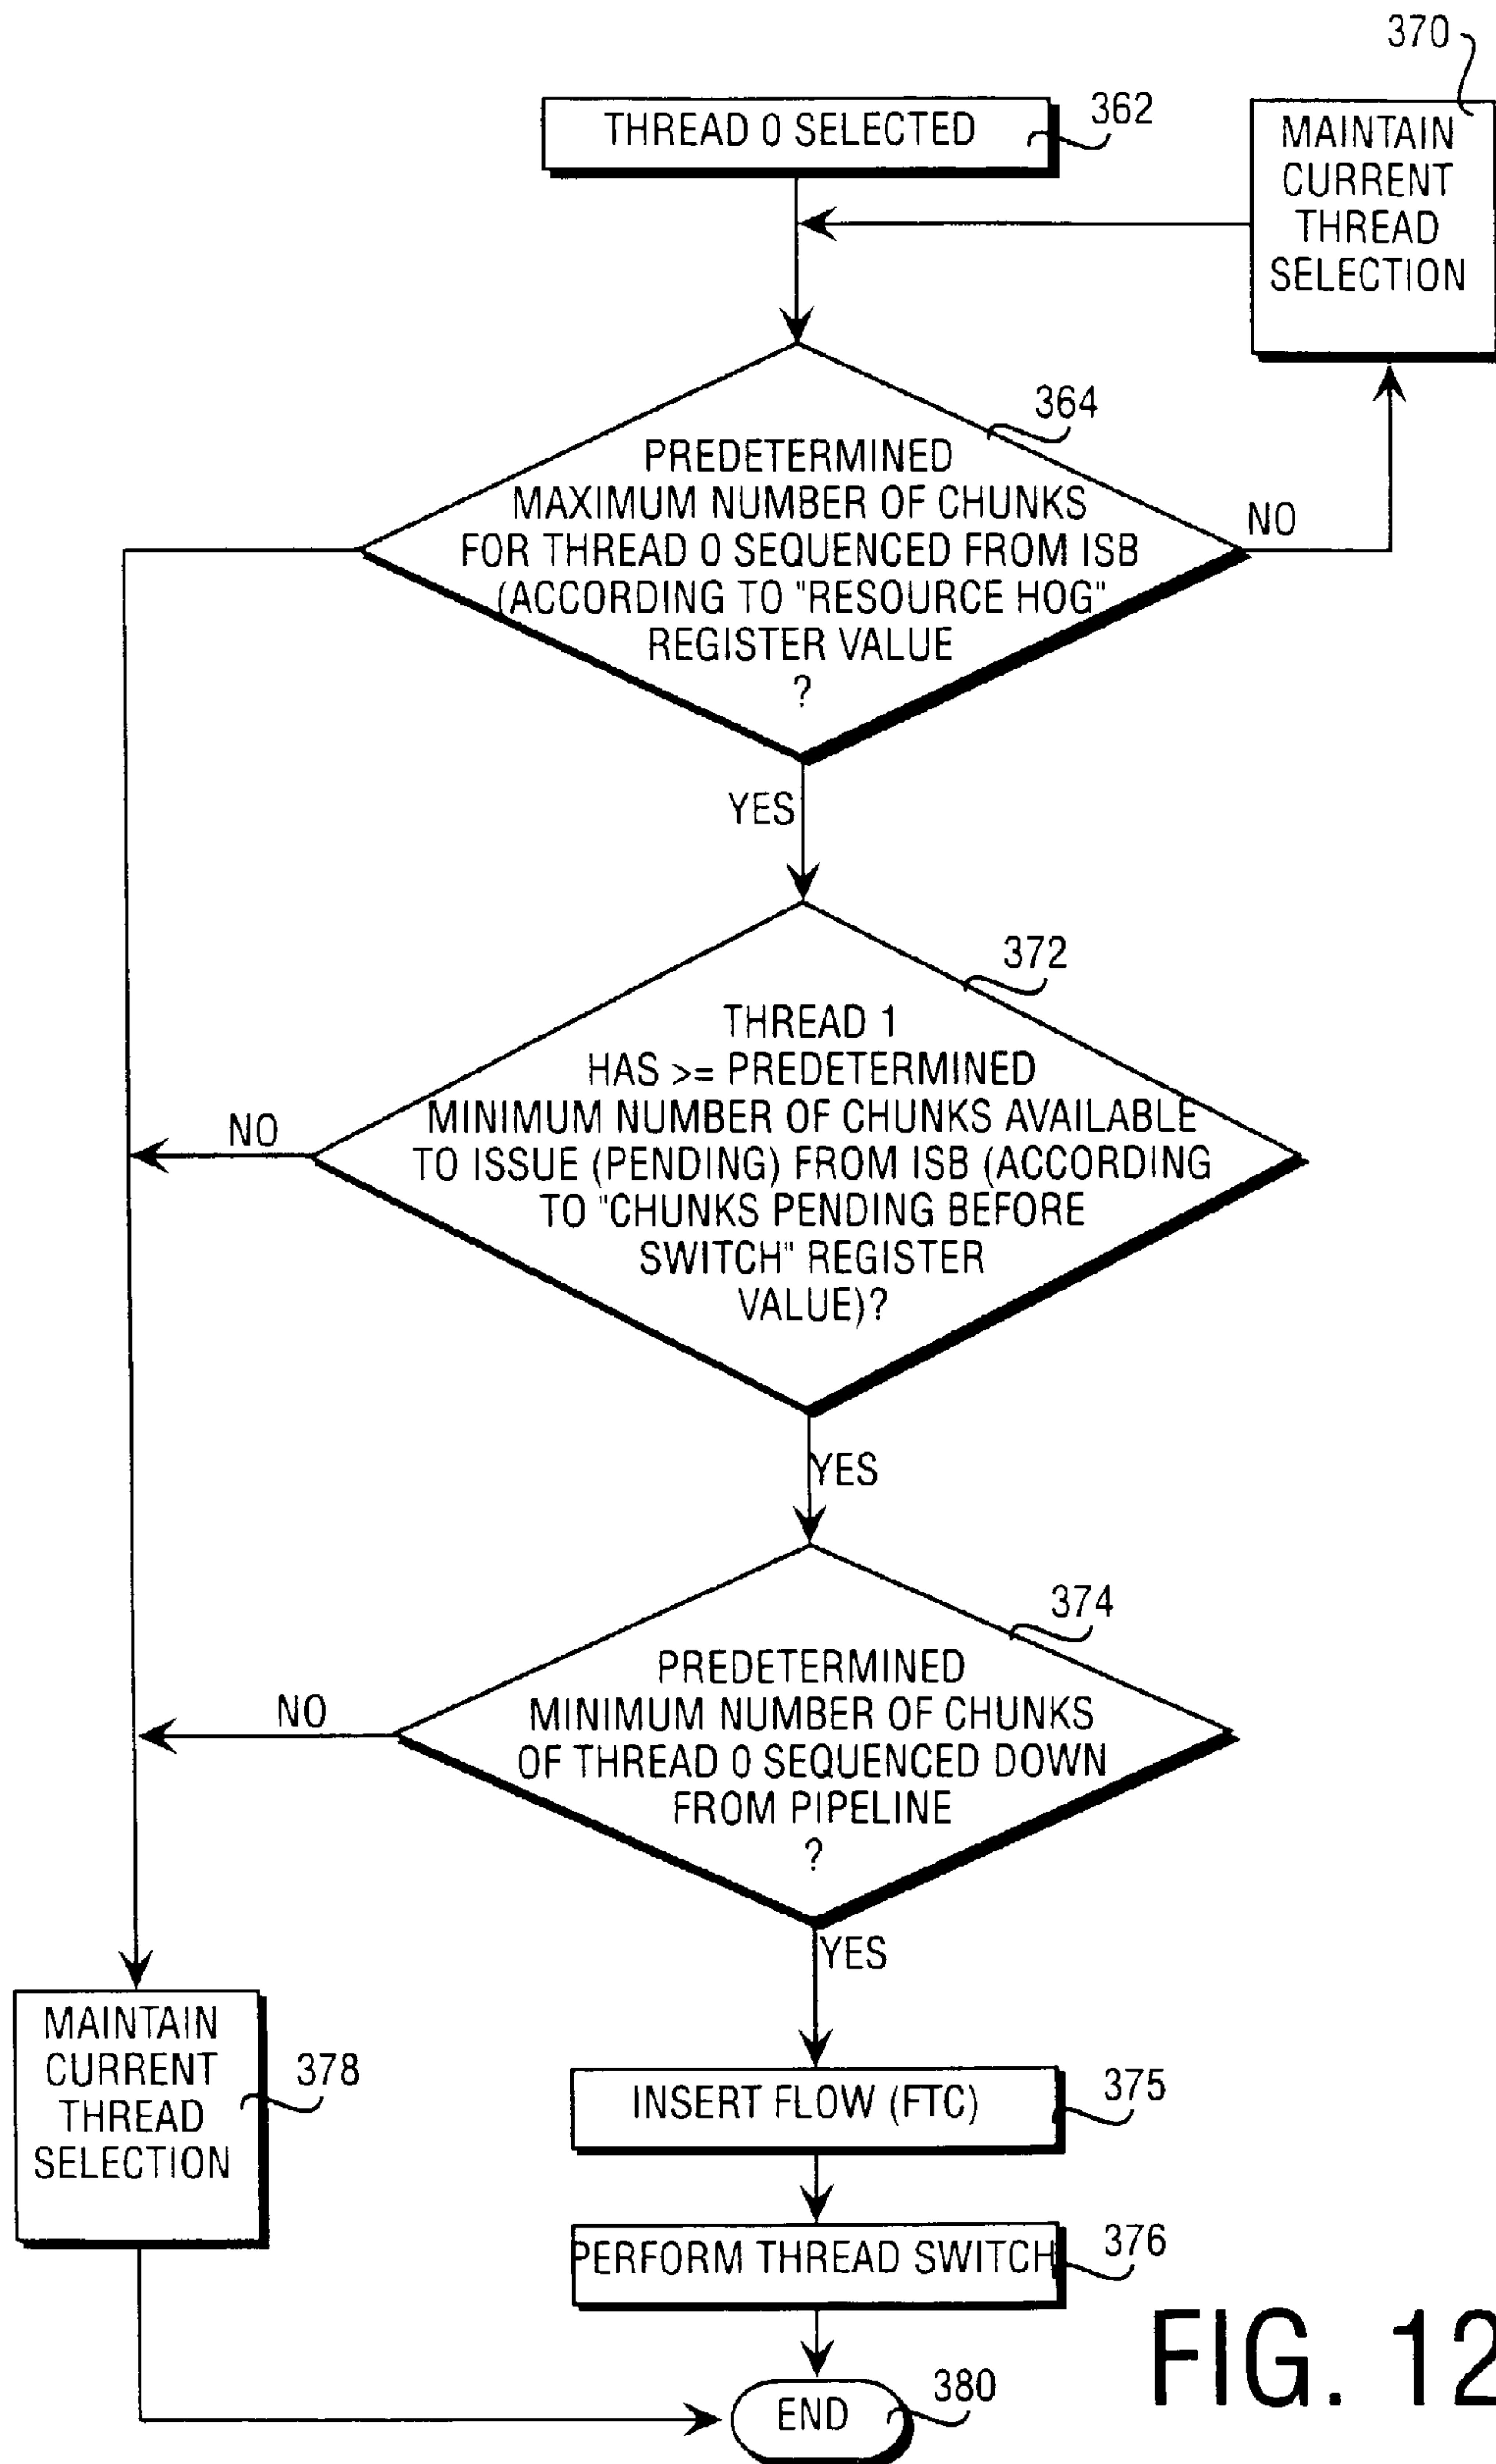 370
THREAD 0 SELECTED
362
MAINTAIN
CURRENT
THREAD
SELECTION
364
PREDETERMINED
MAXIMUM NUMBER OF CHUNKS
FOR THREAD 0 SEQUENCED FROM ISB
(ACCORDING TO "RESOURCE HOG"
REGISTER VALUE
?
NO
YES
372
THREAD 1
HAS >= PREDETERMINED
MINIMUM NUMBER OF CHUNKS AVAILABLE
TO ISSUE (PENDING) FROM ISB (ACCORDING
TO "CHUNKS PENDING BEFORE
SWITCH" REGISTER
VALUE)?
NO
YES
374
PREDETERMINED
MINIMUM NUMBER OF CHUNKS
OF THREAD 0 SEQUENCED DOWN
FROM PIPELINE
?
NO
YES
MAINTAIN
CURRENT
THREAD
SELECTION
378
INSERT FLOW (FTC)
375
PERFORM THREAD SWITCH
376
END
380
FIG. 12